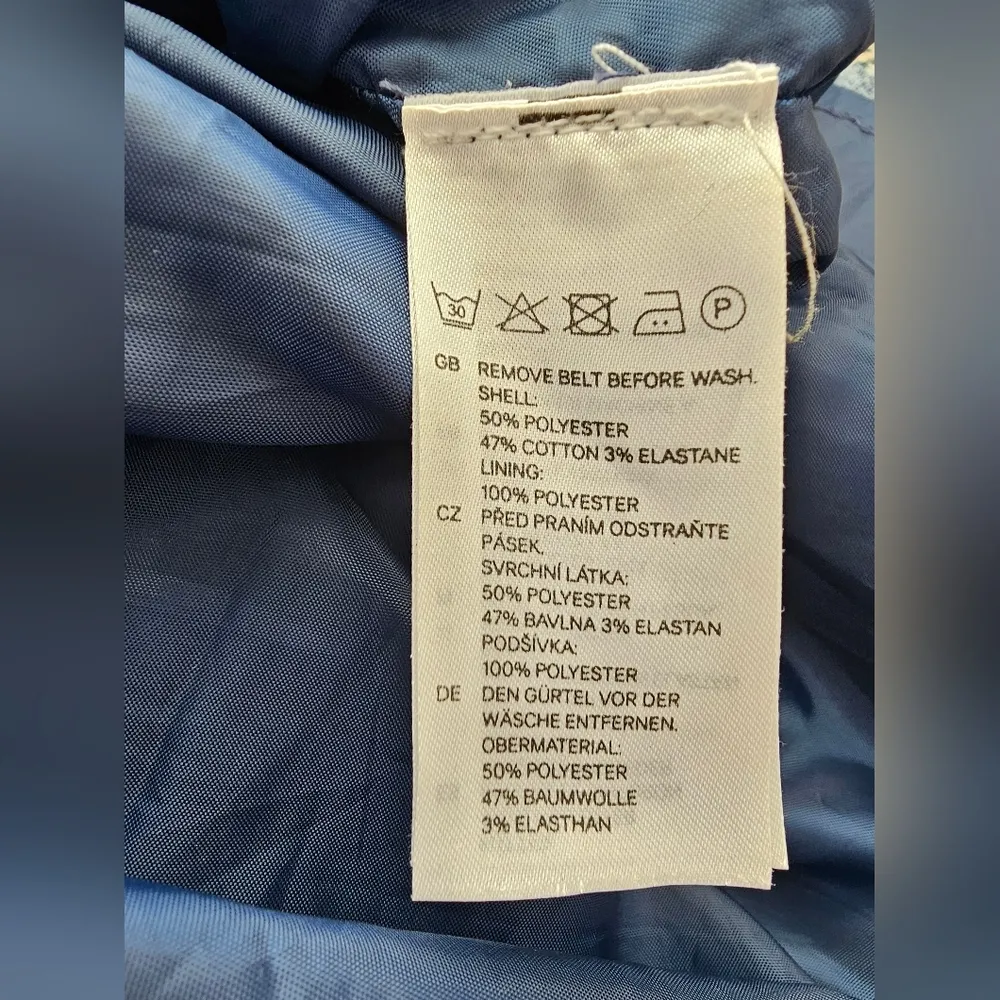 30 P
GB REMOVE BELT BEFORE WASH.
SHELL:
50% POLYESTER
47% COTTON 3% ELASTANE
LINING:
100% POLYESTER
CZ PŘED PRANÍM ODSTRAŇTE
PÁSEK.
SVRCHNÍ LÁTKA:
50% POLYESTER
47% BAVLNA 3% ELASTAN
PODŠÍVKA:
100% POLYESTER
DE DEN GÜRTEL VOR DER
WÄSCHE ENTFERNEN.
OBERMATERIAL:
50% POLYESTER
47% BAUMWOLLE
3% ELASTHAN